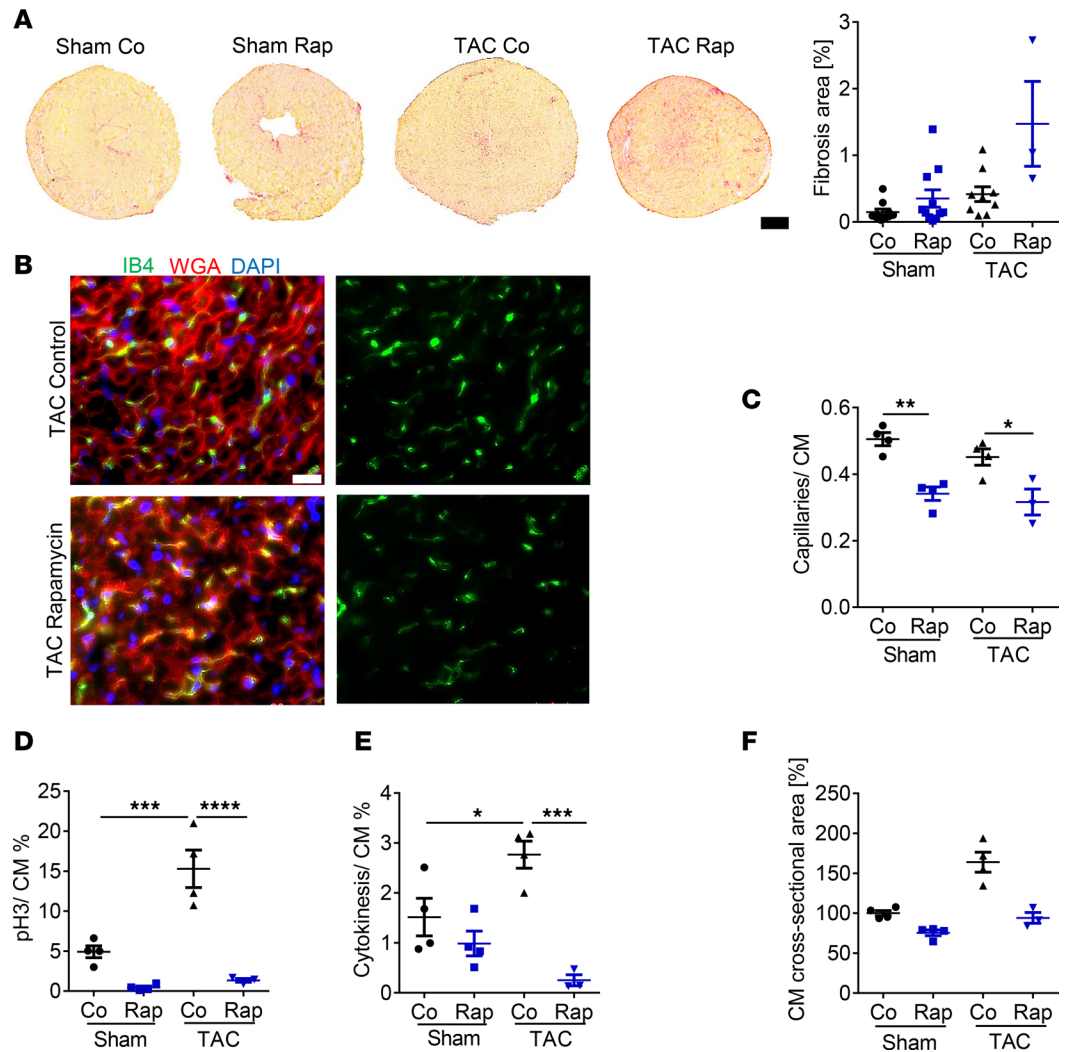 A
Sham Co
Sham Rap
TAC Co
TAC Rap
Fibrosis area [%]
3
2
1
0
Co Rap Co Rap
Sham TAC
B
IB4 WGA DAPI
TAC Control
TAC Rapamycin
C
Capillaries/ CM
0.6
0.4
0.2
0.0
** *
Co Rap Co Rap
Sham TAC
D
pH3/ CM %
25
20
15
10
5
0
*** ****
Co Rap Co Rap
Sham TAC
E
Cytokinesis/ CM %
4
3
2
1
0
* ***
Co Rap Co Rap
Sham TAC
F
CM cross-sectional area [%]
250
200
150
100
50
0
Co Rap Co Rap
Sham TAC